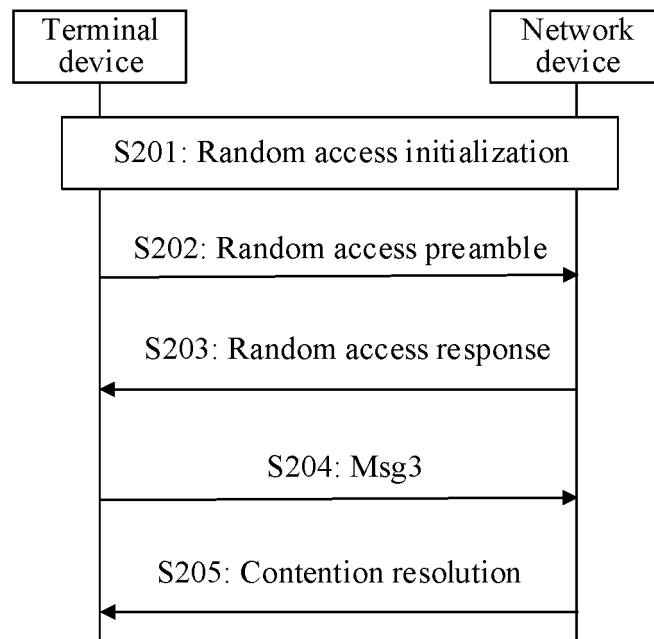 Terminal
device
Network
device
S201: Random access initialization
S202: Random access preamble
S203: Random access response
S204: Msg3
S205: Contention resolution